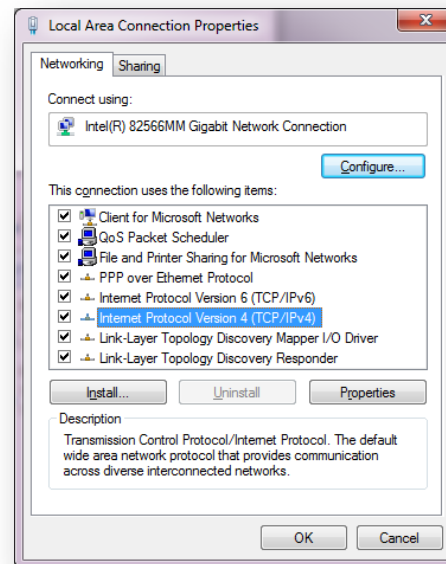 Local Area Connection Properties
Networking
Sharing
Connect using:
Intel(R) 82566MM Gigabit Network Connection
Configure...
This connection uses the following items:
Client for Microsoft Networks
QoS Packet Scheduler
File and Printer Sharing for Microsoft Networks
PPP over Ethernet Protocol
Internet Protocol Version 6 (TCP/IPv6)
Internet Protocol Version 4 (TCP/IPv4)
Link-Layer Topology Discovery Mapper I/O Driver
Link-Layer Topology Discovery Responder
Install...
Uninstall
Properties
Description
Transmission Control Protocol/Internet Protocol. The default
wide area network protocol that provides communication
across diverse interconnected networks.
OK
Cancel